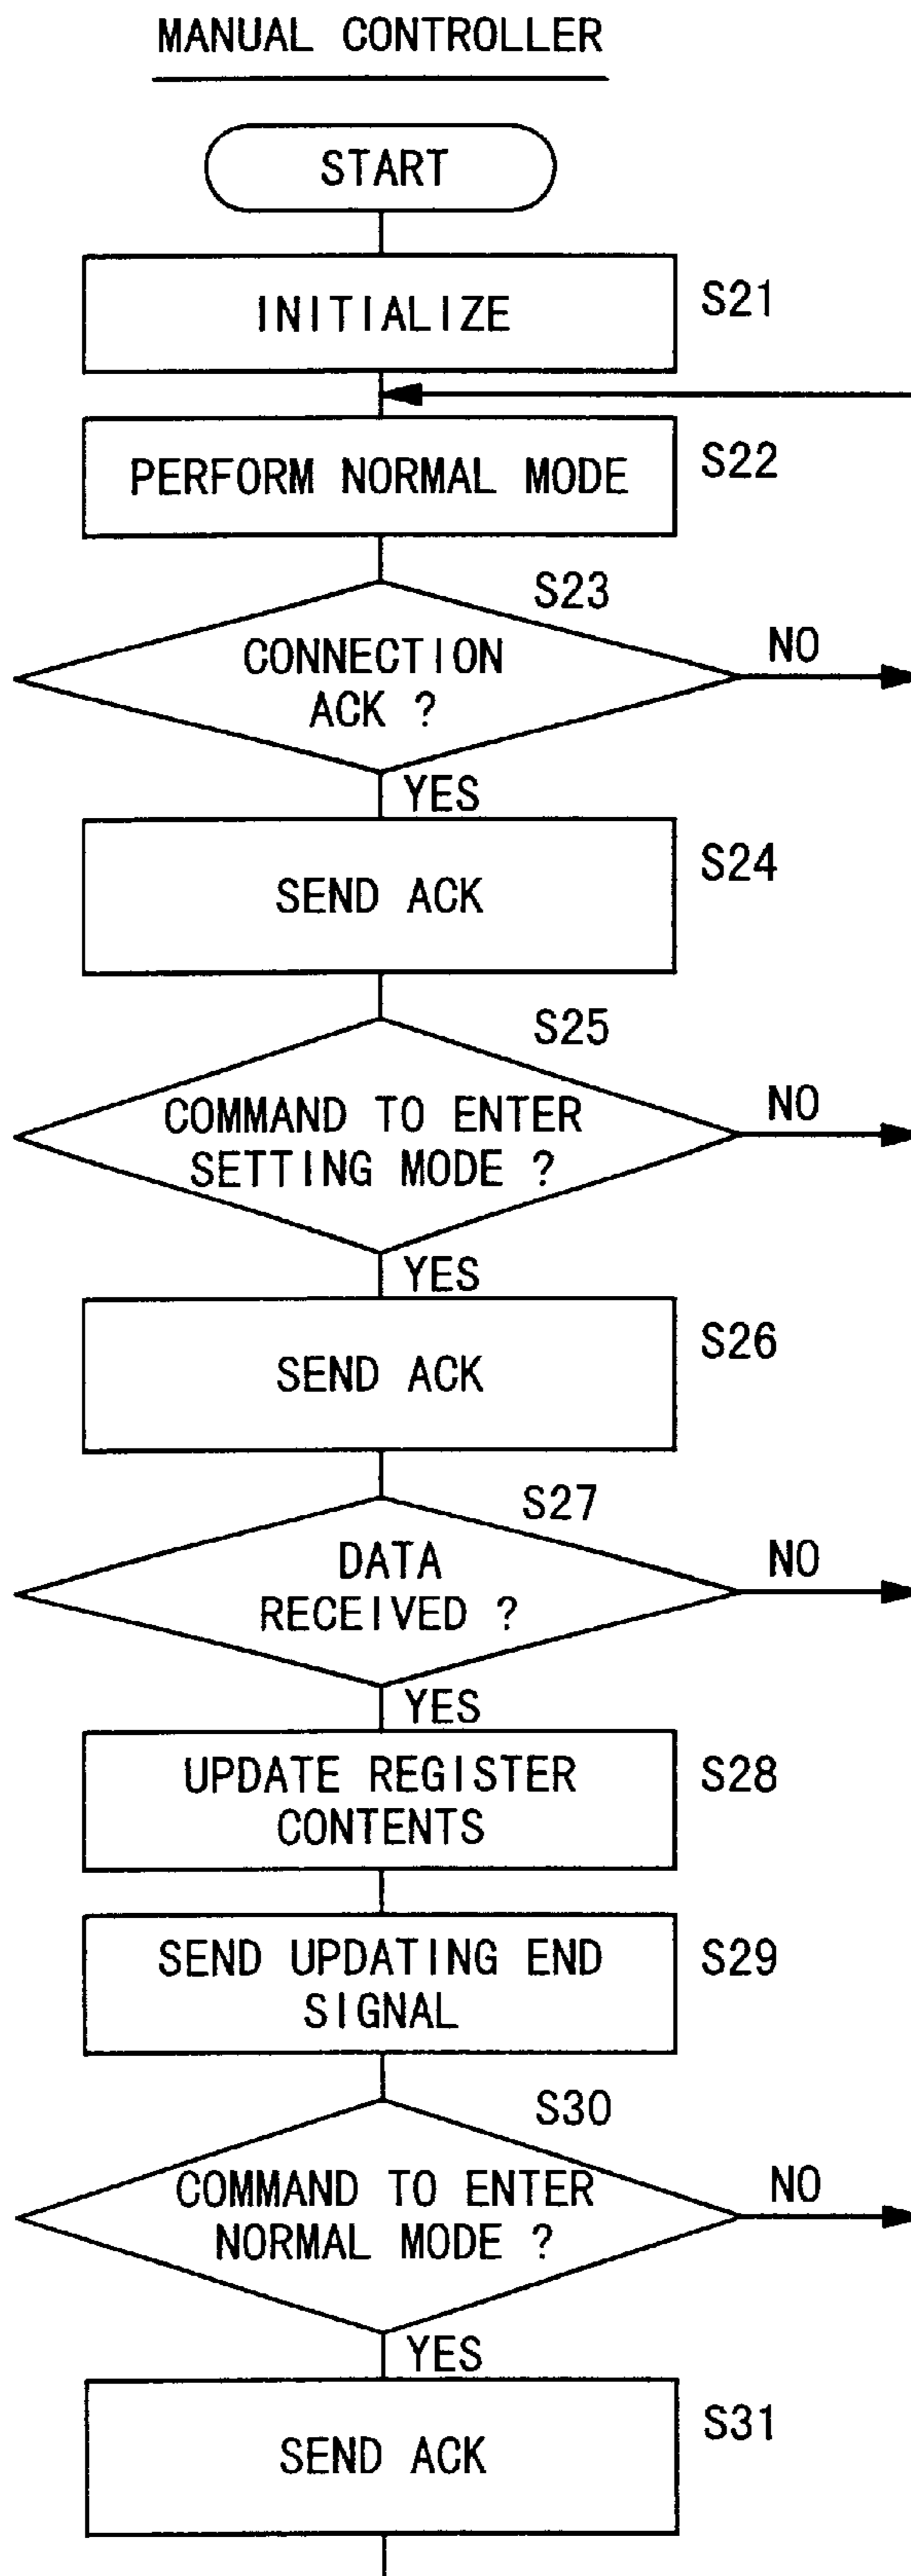 MANUAL CONTROLLER
START
INITIALIZE
S21
PERFORM NORMAL MODE
S22
S23
CONNECTION
ACK ?
NO
YES
SEND ACK
S24
S25
COMMAND TO ENTER
SETTING MODE ?
NO
YES
SEND ACK
S26
S27
DATA
RECEIVED ?
NO
YES
UPDATE REGISTER
CONTENTS
S28
SEND UPDATING END
SIGNAL
S29
S30
COMMAND TO ENTER
NORMAL MODE ?
NO
YES
SEND ACK
S31